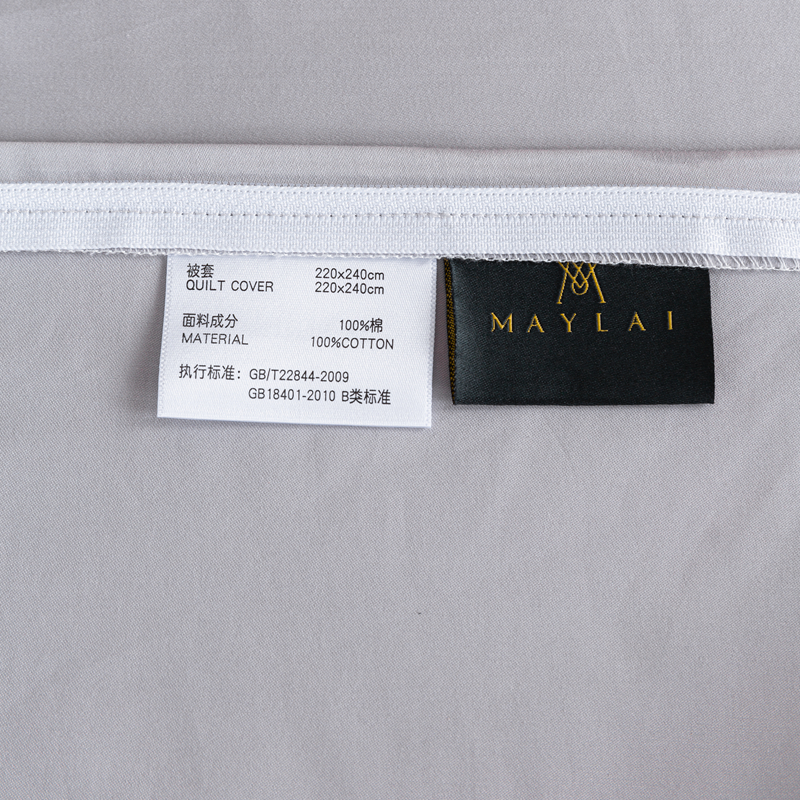 被套 220x240cm
QUILT COVER 220x240cm
面料成分 100%棉
MATERIAL 100%COTTON
执行标准：GB/T22844-2009
GB18401-2010 B类标准
MAYLAI